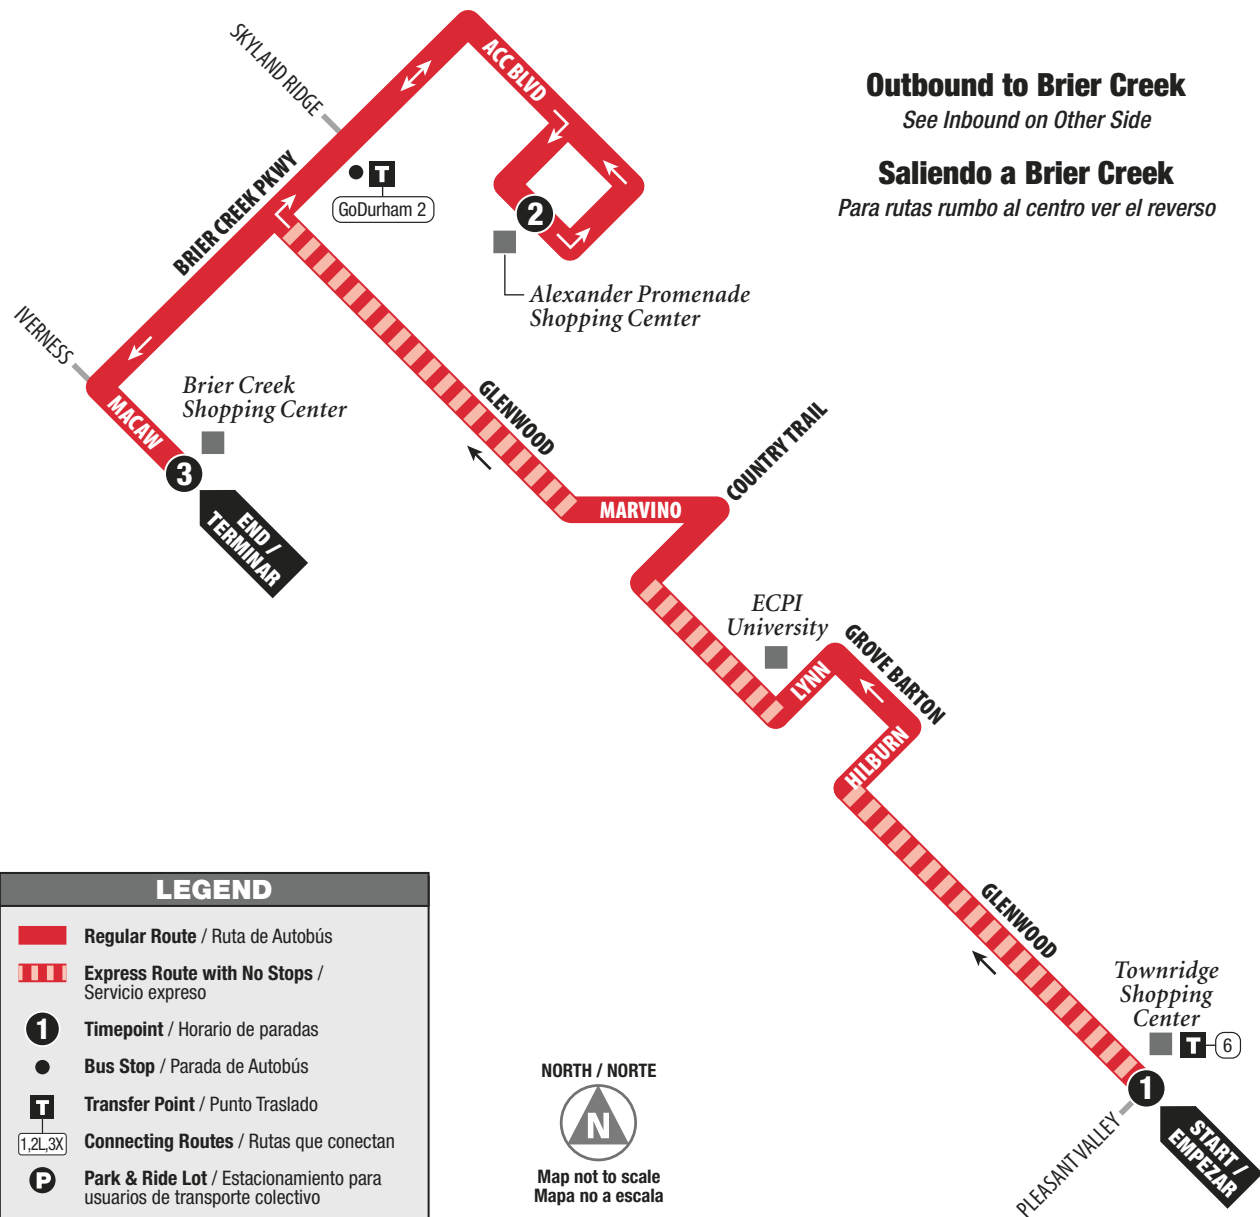 Outbound to Brier Creek
See Inbound on Other Side
Saliendo a Brier Creek
Para rutas rumbo al centro ver el reverso
SKYLAND RIDGE
ACC BLVD
BRIER CREEK PKWY
T
GoDurham 2
2
Alexander Promenade
Shopping Cemter
IVERNESS
MACAW
Brier Creek
Shopping Center
3
END /
TERMINAR
GLENWOOD
MARVINO
COUNTRY TRAIL
ECPI
University
LYNN
GROVE BARTON
HILBURN
GLENWOOD
Townridge
Shopping
Center
T
6
1
PLEASANT VALLEY
START /
EMPEZAR
LEGEND
Regular Route / Ruta de Autobús
Express Route with No Stops /
Servicio expreso
1 Timepoint / Horario de paradas
Bus Stop / Parada de Autobús
T Transfer Point / Punto Traslado
1,2L,3X Connecting Routes / Rutas que conectan
P Park & Ride Lot / Estacionamiento para
usuarios de transporte colectivo
NORTH / NORTE
N
Map not to scale
Mapa no a escala